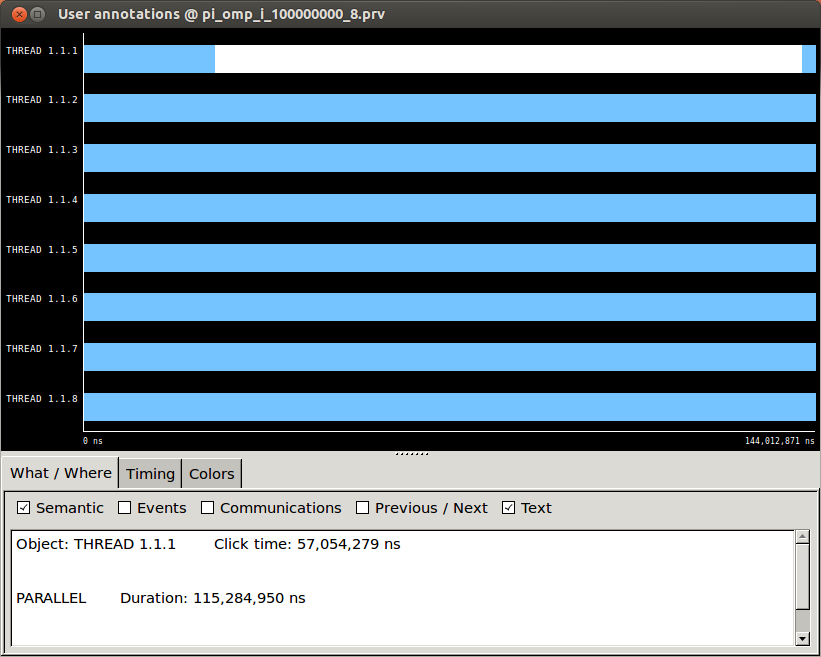 User annotations @ pi_omp_i_100000000_8.prv
THREAD 1.1.1
THREAD 1.1.2
THREAD 1.1.3
THREAD 1.1.4
THREAD 1.1.5
THREAD 1.1.6
THREAD 1.1.7
THREAD 1.1.8
0 ns 144,012,871 ns
What / Where Timing Colors
Semantic Events Communications Previous / Next Text
Object: THREAD 1.1.1 Click time: 57,054,279 ns
PARALLEL Duration: 115,284,950 ns